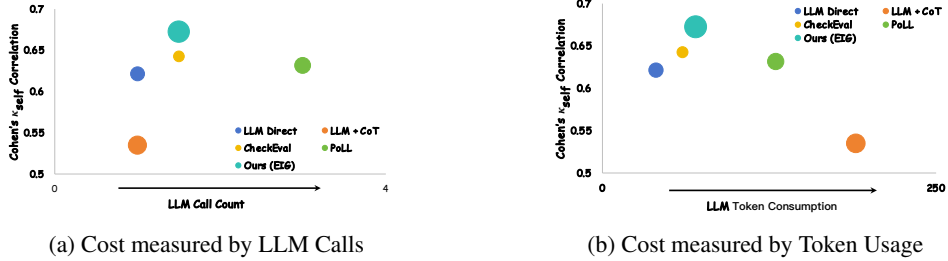 0.7
0.65
0.6
0.55
0.5
Cohen's κself Correlation
0
4
LLM Call Count
LLM Direct
LLM + CoT
CheckEval
PoLL
Ours (EIG)
(a) Cost measured by LLM Calls
0.7
0.65
0.6
0.55
0.5
Cohen's κself Correlation
0
250
LLM Token Consumption
LLM Direct
LLM + CoT
CheckEval
PoLL
Ours (EIG)
(b) Cost measured by Token Usage